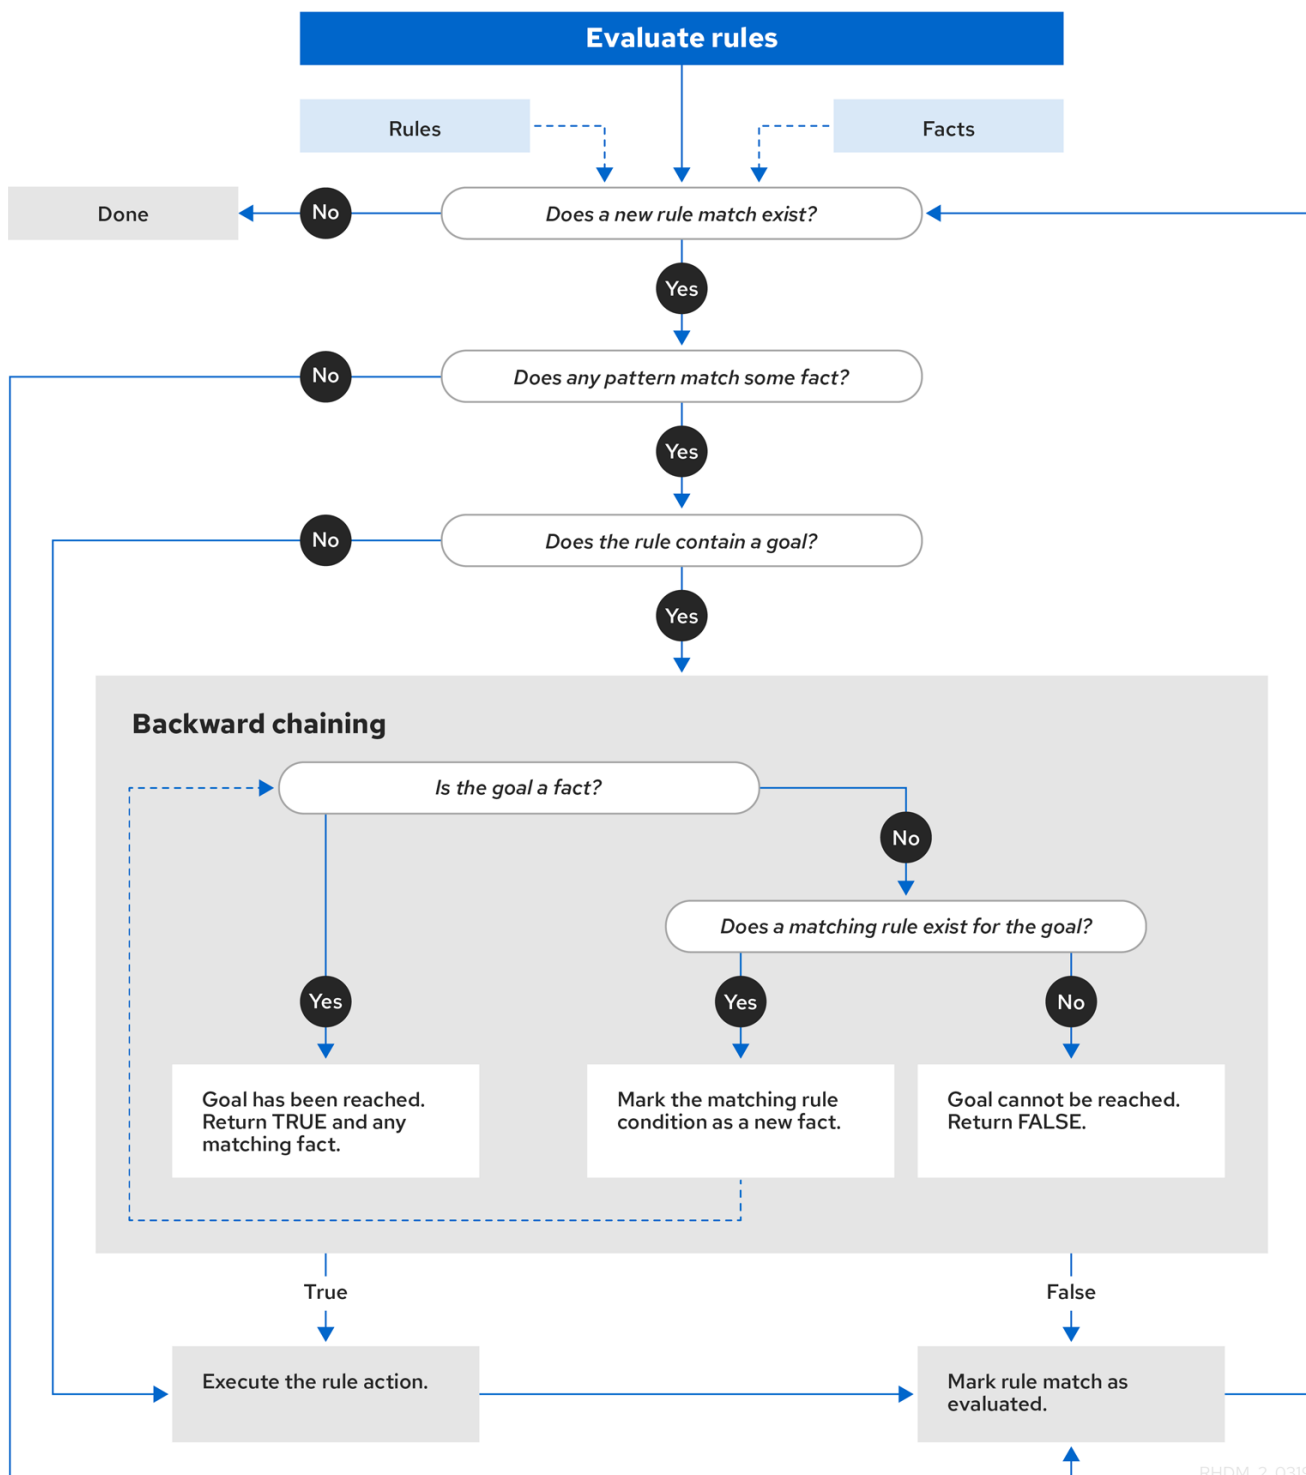 Evaluate rules
Rules
Facts
Done
No
Does a new rule match exist?
Yes
No
Does any pattern match some fact?
Yes
No
Does the rule contain a goal?
Yes
Backward chaining
Is the goal a fact?
No
Does a matching rule exist for the goal?
Yes
Yes
No
Goal has been reached.
Return TRUE and any
matching fact.
Mark the matching rule
condition as a new fact.
Goal cannot be reached.
Return FALSE.
True
False
Execute the rule action.
Mark rule match as
evaluated.